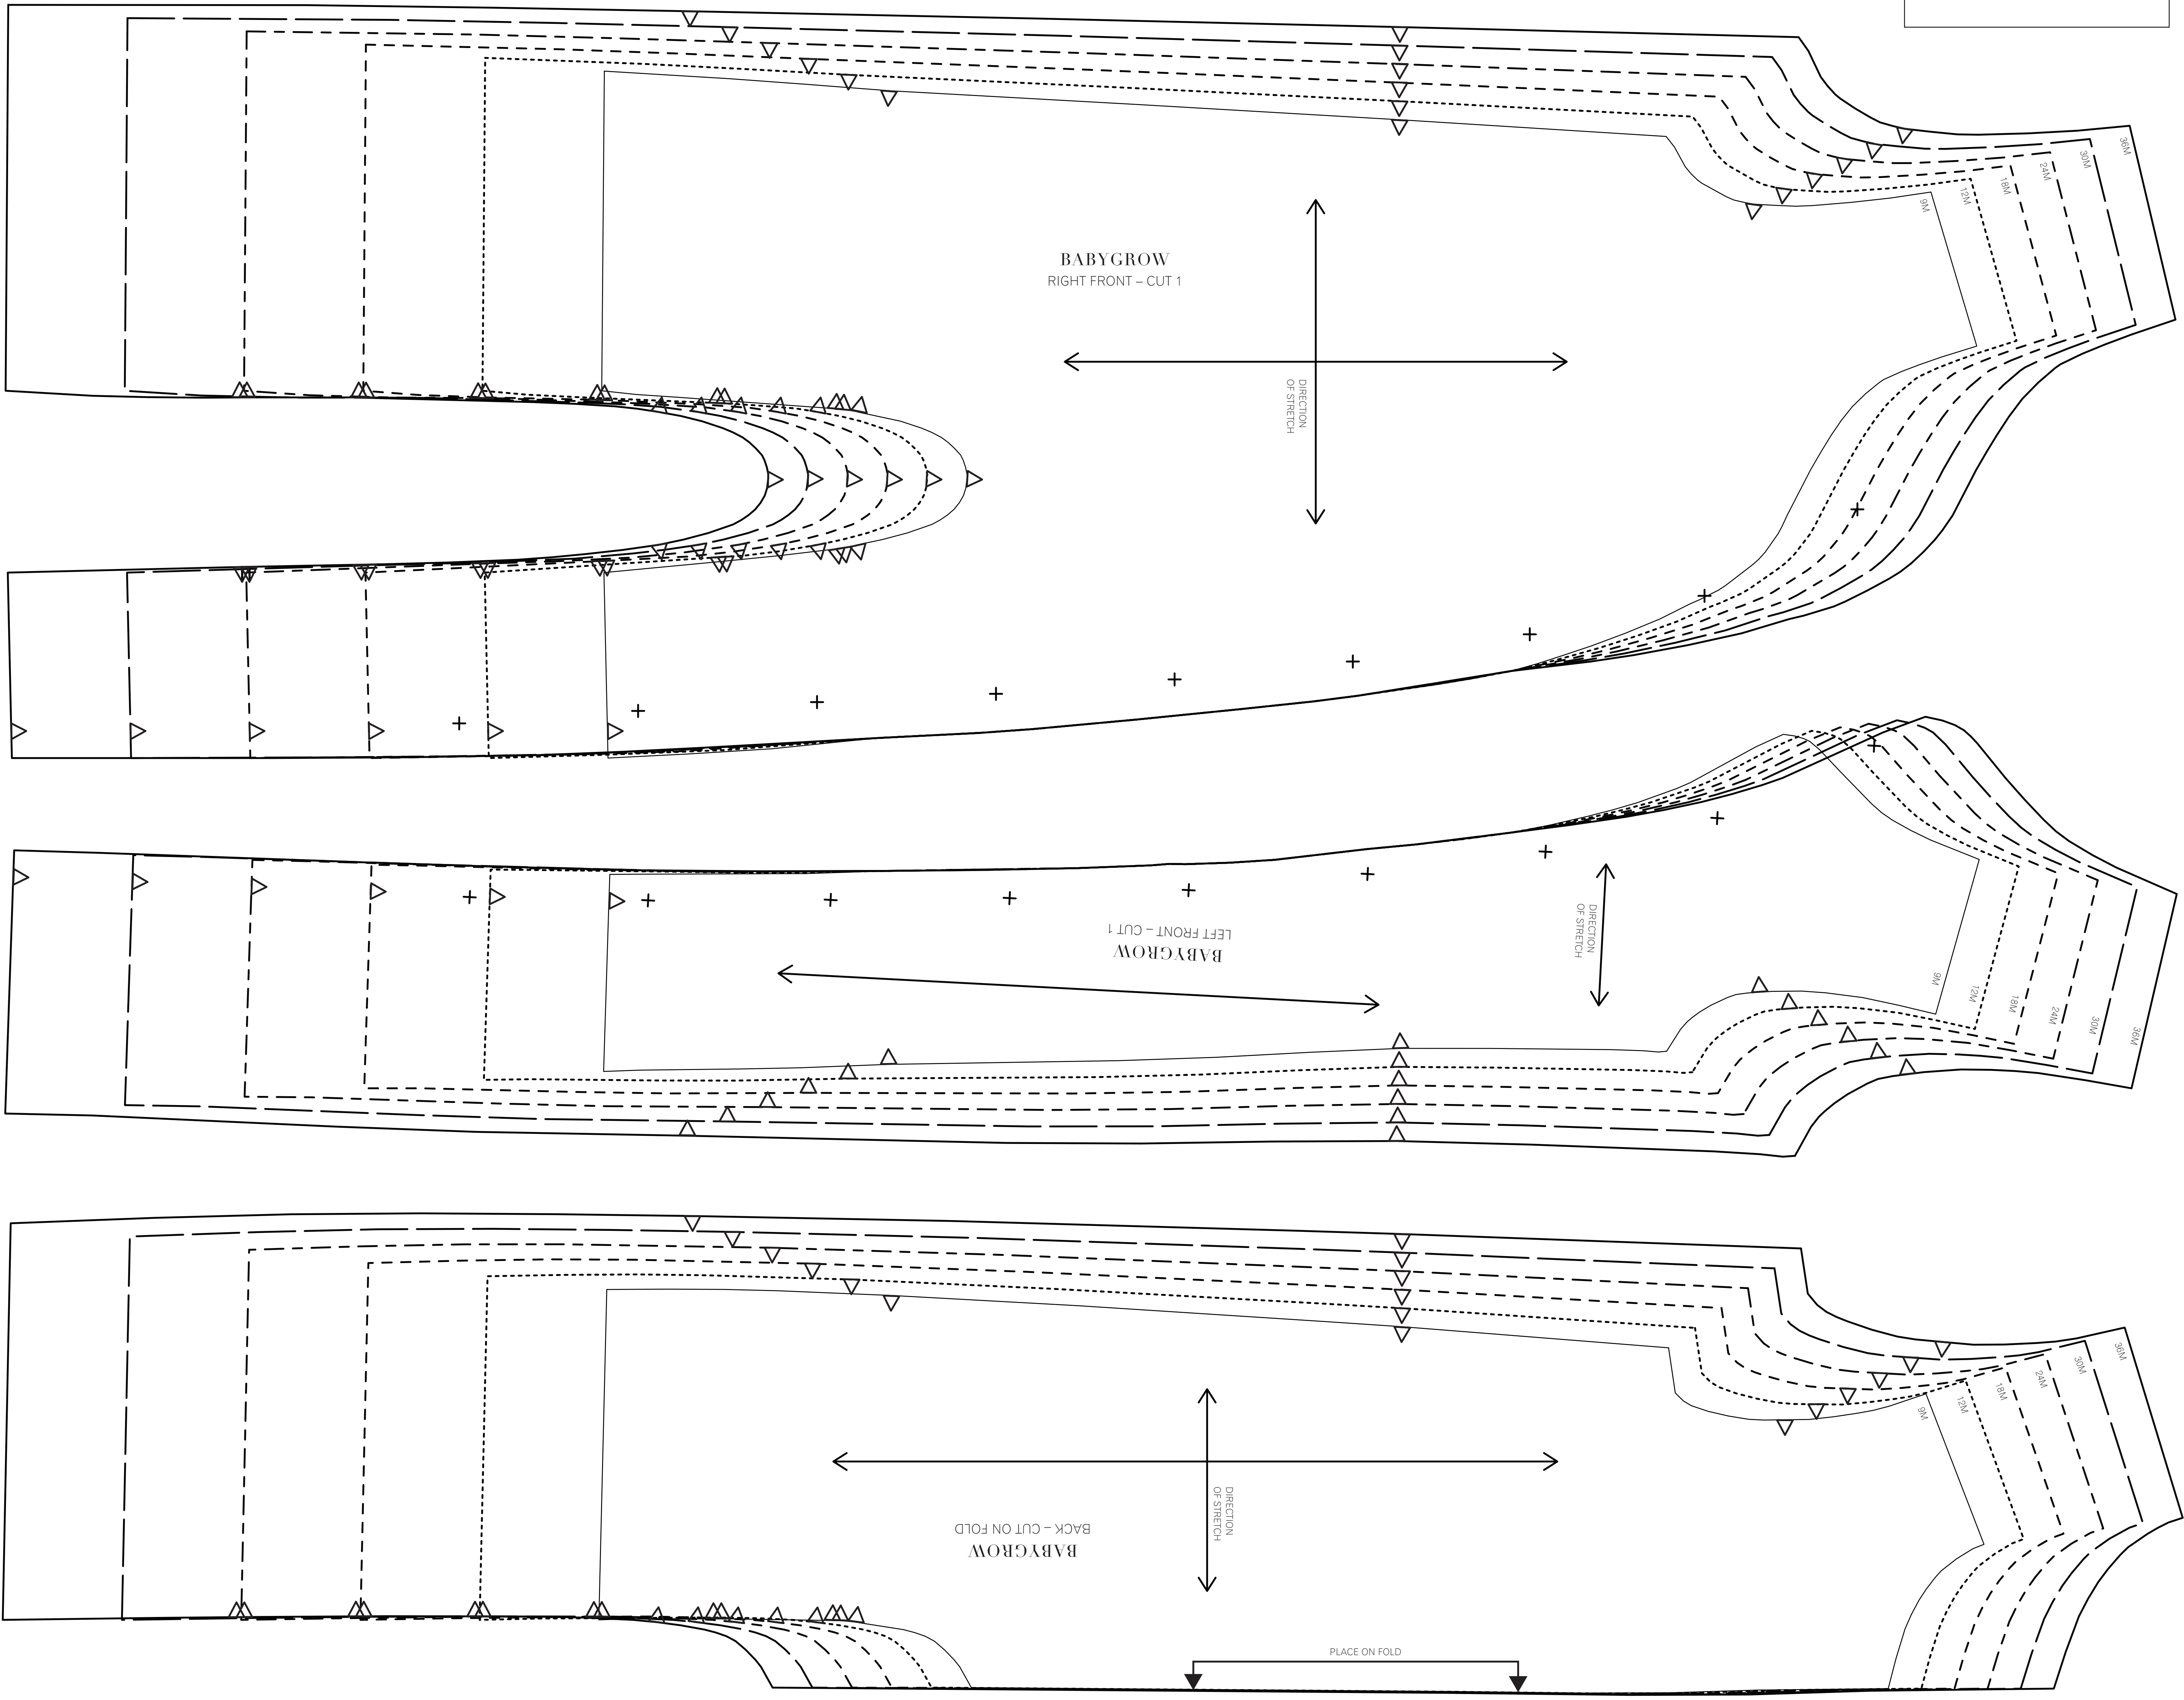 36M
30M
24M
18M
12M
9M
BABYGROW
RIGHT FRONT – CUT 1
DIRECTION
OF STRETCH
BABYGROW
LEFT FRONT – CUT 1
DIRECTION
OF STRETCH
9M
12M
18M
24M
30M
36M
36M
30M
24M
18M
12M
9M
DIRECTION
OF STRETCH
BABYGROW
BACK – CUT ON FOLD
PLACE ON FOLD